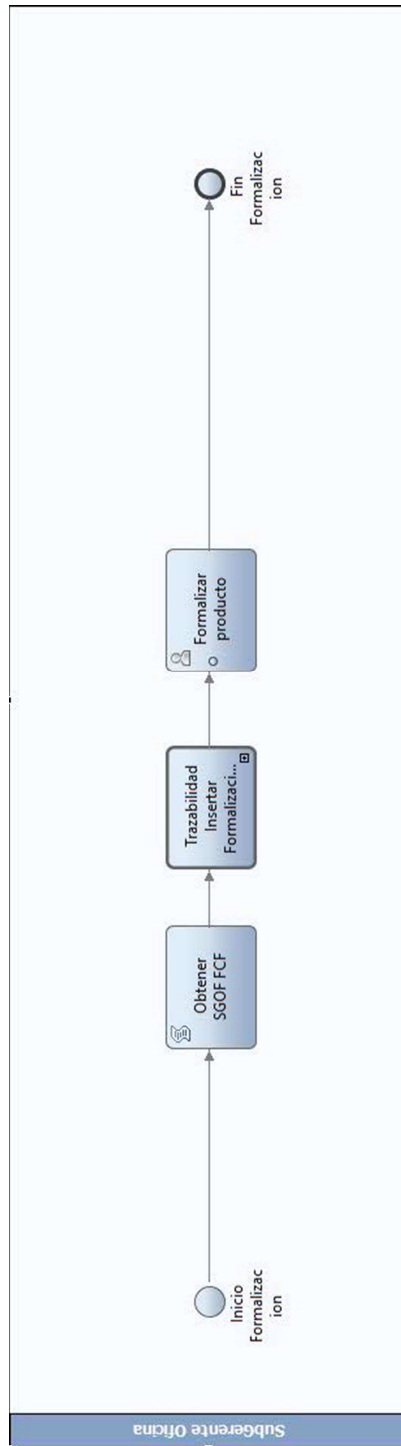 SubGerente Oficina
Inicio
Formalizac
ion
Obtener
SGOF FCF
Trazabilidad
Insertar
Formalizaci...
Formalizar
producto
Fin
Formalizac
ion